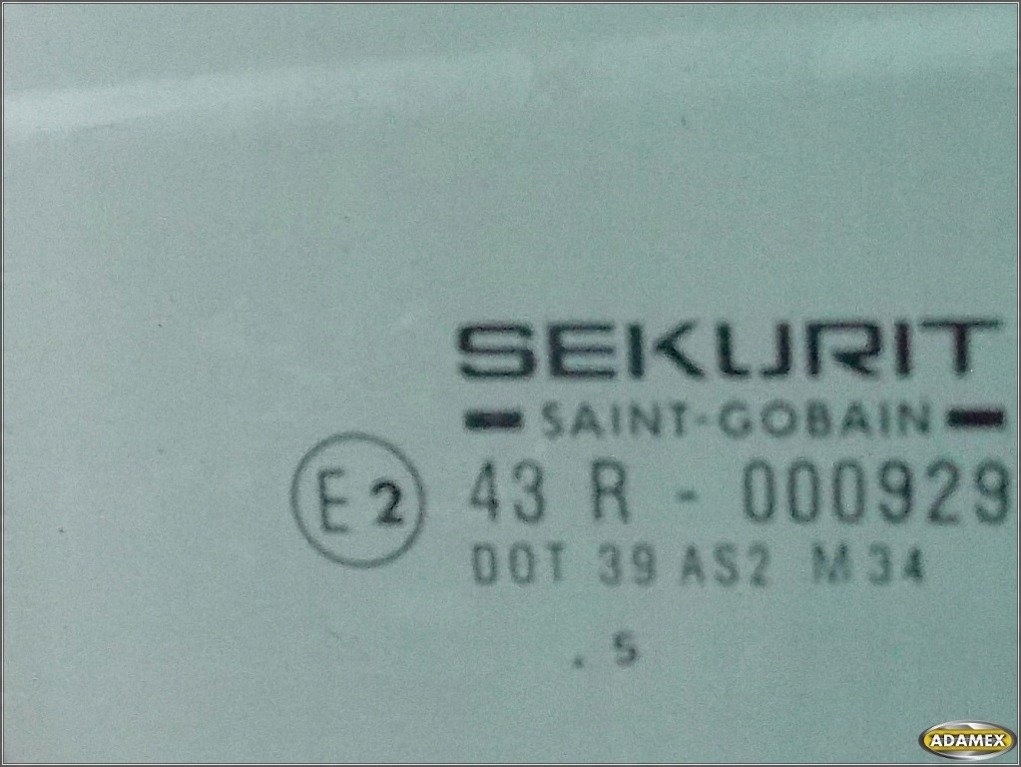 SEKURIT
SAINT-GOBAIN
E2 43 R - 000929
DOT 39 AS2 M34
. 5
ADAMEX